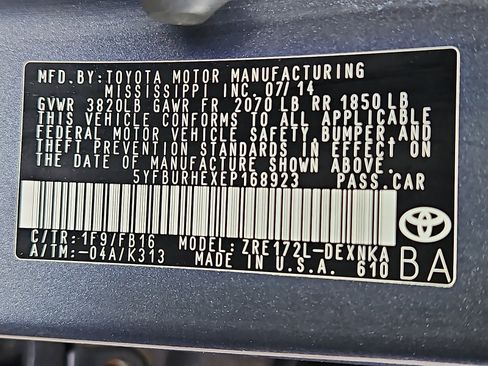 MFD.BY:TOYOTA MOTOR MANUFACTURING
MISSISSIPPI INC.07/14
GVWR 3820LB GAWR FR 2070 LB RR 1850 LB
THIS VEHICLE CONFORMS TO ALL APPLICABLE
FEDERAL MOTOR VEHICLE SAFETY,BUMPER,AND
THEFT PREVENTION STANDARDS IN EFFECT ON
THE DATE OF MANUFACTURE SHOWN ABOVE.
5YFBURHEXEP168923 PASS.CAR
C/TR:1F9/FB16 MODEL:ZRE172L-DEXNKA
A/TM:-04A/K313 MADE IN U.S.A. 610
BA